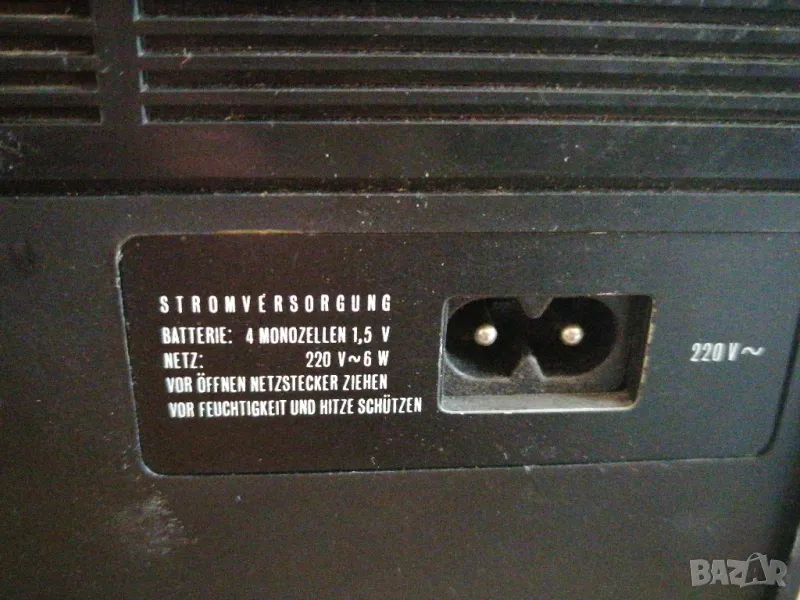 STROMVERSORGUNG
BATTERIE: 4 MONOZELLEN 1,5 V
NETZ: 220 V~6 W
VOR ÖFFNEN NETZSTECKER ZIEHEN
VOR FEUCHTIGKEIT UND HITZE SCHÜTZEN
220 V~
BAZAR